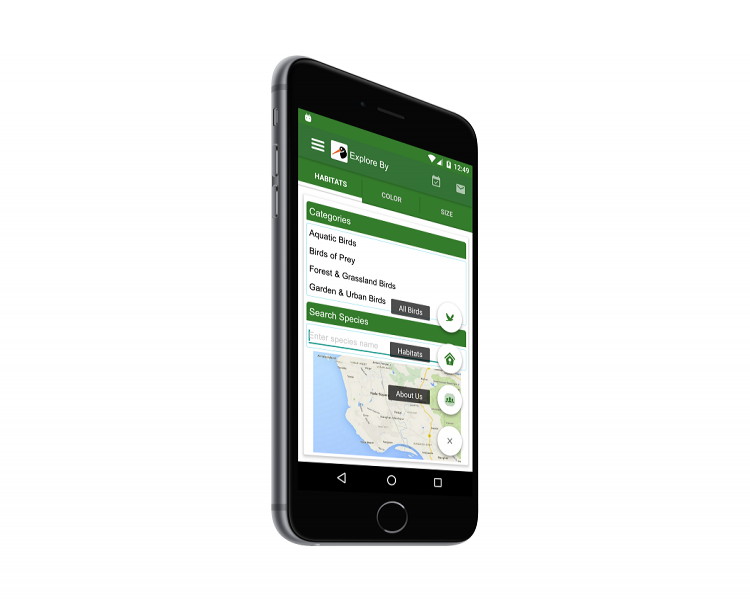 12:49
Explore By
HABITATS
COLOR
SIZE
Categories
Aquatic Birds
Birds of Prey
Forest & Grassland Birds
Garden & Urban Birds
All Birds
Search Species
Enter species name
Habitats
About Us